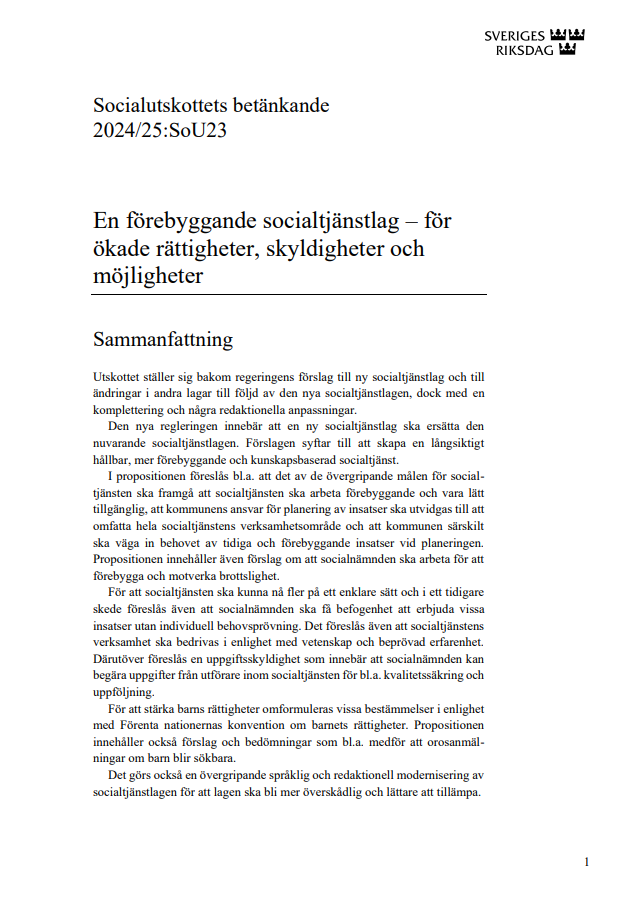 SVERIGES
RIKSDAG
Socialutskottets betänkande
2024/25:SoU23
En förebyggande socialtjänstlag – för
ökade rättigheter, skyldigheter och
möjligheter
Sammanfattning
Utskottet ställer sig bakom regeringens förslag till ny socialtjänstlag och till
ändringar i andra lagar till följd av den nya socialtjänstlagen, dock med en
komplettering och några redaktionella anpassningar.
Den nya regleringen innebär att en ny socialtjänstlag ska ersätta den
nuvarande socialtjänstlagen. Förslagen syftar till att skapa en långsiktigt
hållbar, mer förebyggande och kunskapsbaserad socialtjänst.
I propositionen föreslås bl.a. att det av de övergripande målen för social-
tjänsten ska framgå att socialtjänsten ska arbeta förebyggande och vara lätt
tillgänglig, att kommunens ansvar för planering av insatser ska utvidgas till att
omfatta hela socialtjänstens verksamhetsområde och att kommunen särskilt
ska väga in behovet av tidiga och förebyggande insatser vid planeringen.
Propositionen innehåller även förslag om att socialnämnden ska arbeta för att
förebygga och motverka brottslighet.
För att socialtjänsten ska kunna nå fler på ett enklare sätt och i ett tidigare
skede föreslås även att socialnämnden ska få befogenhet att erbjuda vissa
insatser utan individuell behovsprövning. Det föreslås även att socialtjänstens
verksamhet ska bedrivas i enlighet med vetenskap och beprövad erfarenhet.
Därutöver föreslås en uppgiftsskyldighet som innebär att socialnämnden kan
begära uppgifter från utförare inom socialtjänsten för bl.a. kvalitetssäkring och
uppföljning.
För att stärka barns rättigheter omformuleras vissa bestämmelser i enlighet
med Förenta nationernas konvention om barnets rättigheter. Propositionen
innehåller också förslag och bedömningar som bl.a. medför att orosanmäl-
ningar om barn blir sökbara.
Det görs också en övergripande språklig och redaktionell modernisering av
socialtjänstlagen för att lagen ska bli mer överskådlig och lättare att tillämpa.
1